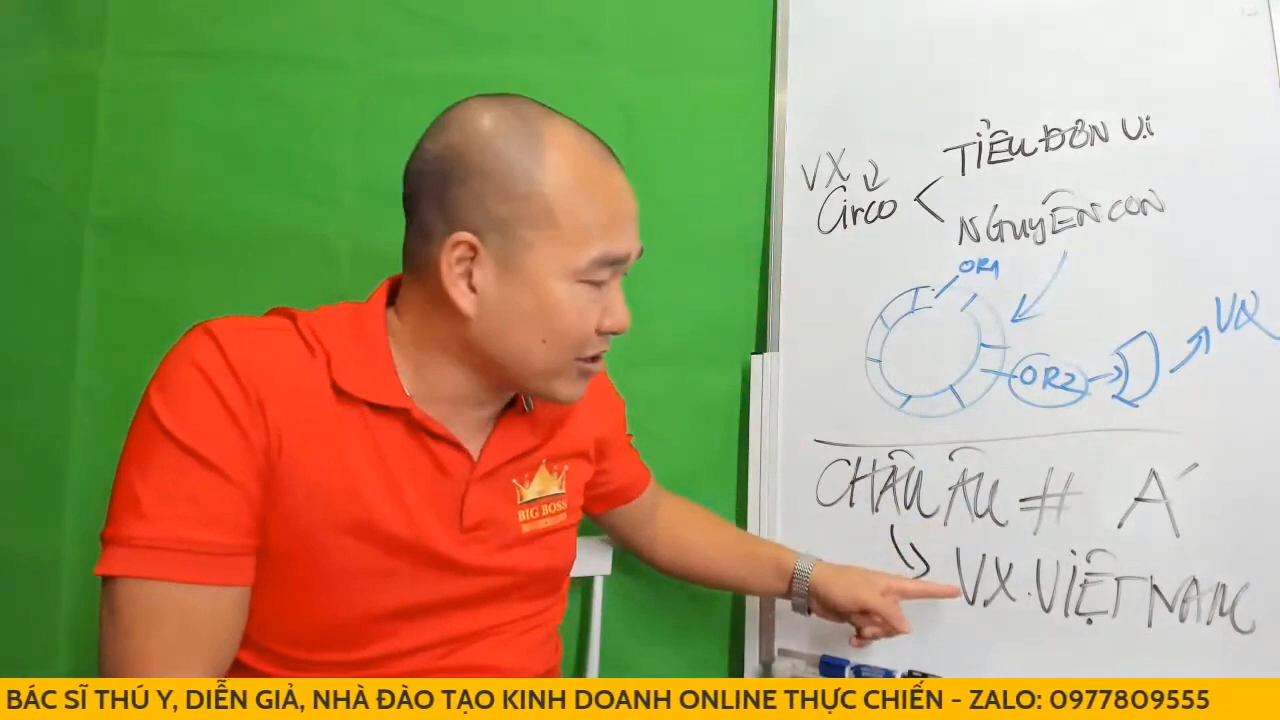 VX
Circo <
TIỂU ĐƠN VỊ
NGUYÊN CON
OR1
OR2
VX
CHÂU ÂU # Á
VX. VIỆT NAM
BIG BOSS
BÁC SĨ THÚ Y, DIỄN GIẢ, NHÀ ĐÀO TẠO KINH DOANH ONLINE THỰC CHIẾN - ZALO: 0977809555